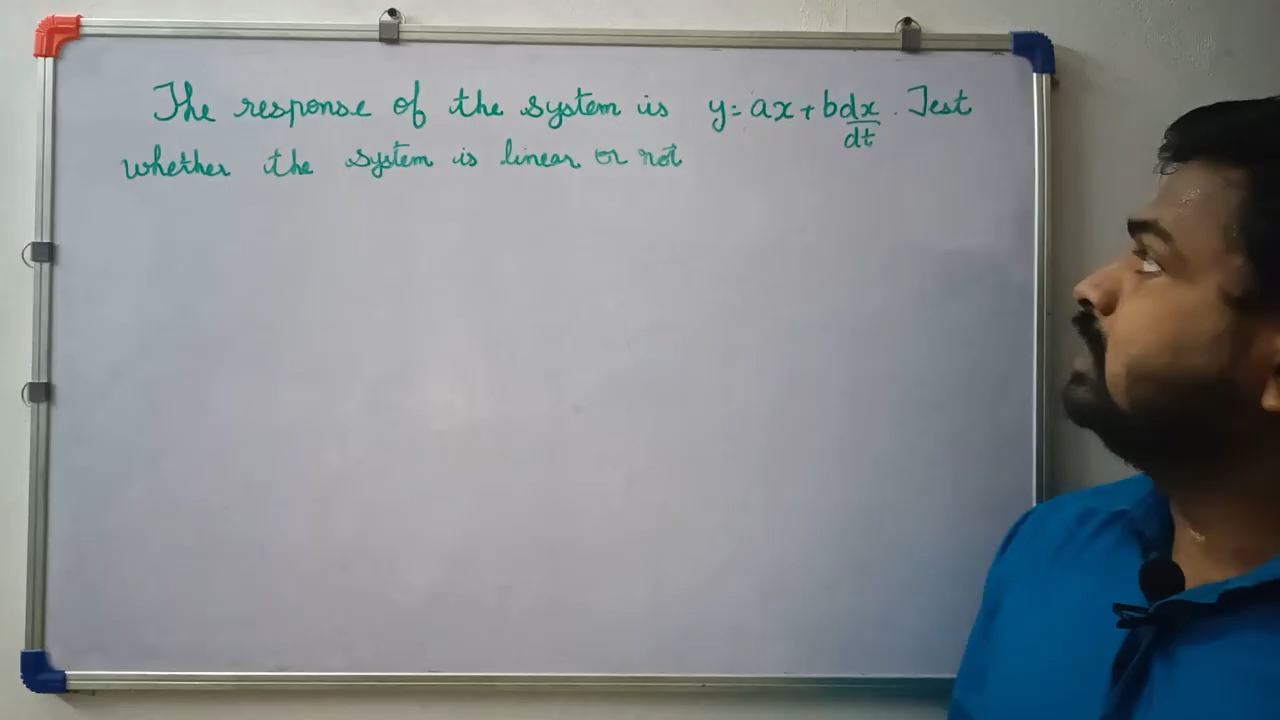 The response of the system is y = ax + b dx/dt . Test
whether the system is linear or not